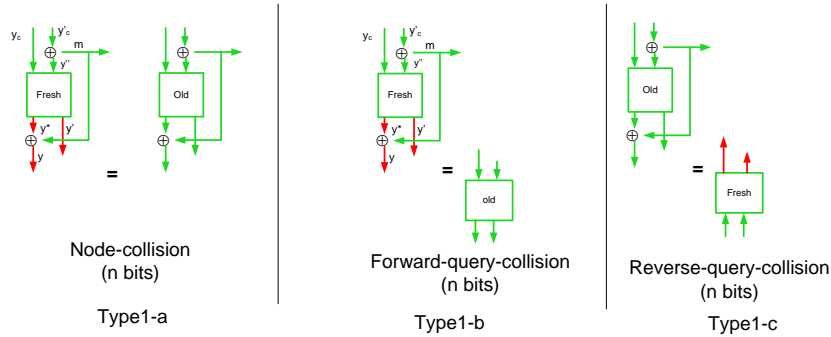 y_c y'_c
m
y''
Fresh
y* y'
y
Old
=
Node-collision
(n bits)
Type1-a
y_c y'_c
m
y''
Fresh
y* y'
y
=
old
Forward-query-collision
(n bits)
Type1-b
Old
=
Fresh
Reverse-query-collision
(n bits)
Type1-c